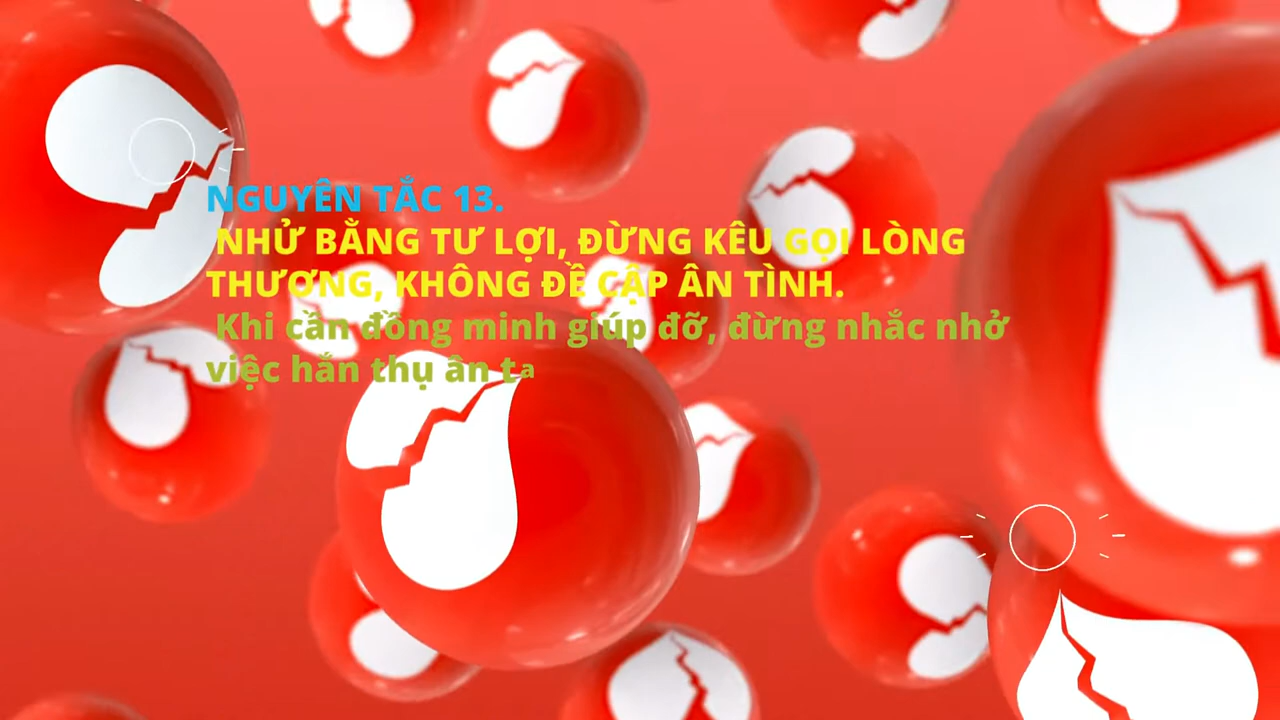 NGUYÊN TẮC 13.
NHỬ BẰNG TƯ LỢI, ĐỪNG KÊU GỌI LÒNG
THƯƠNG, KHÔNG ĐỀ CẬP ÂN TÌNH.
Khi cần đồng minh giúp đỡ, đừng nhắc nhở
việc hắn thụ ân ta